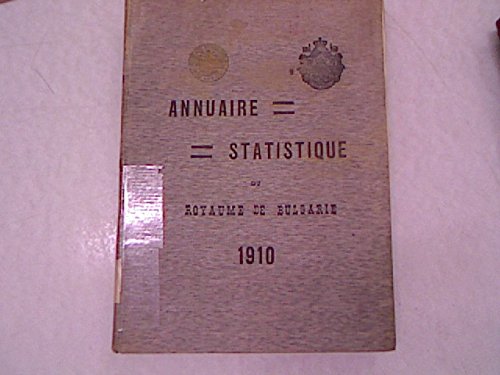 ANNUAIRE =
= STATISTIQUE
DU
ROYAUME DE BULGARIE
1910